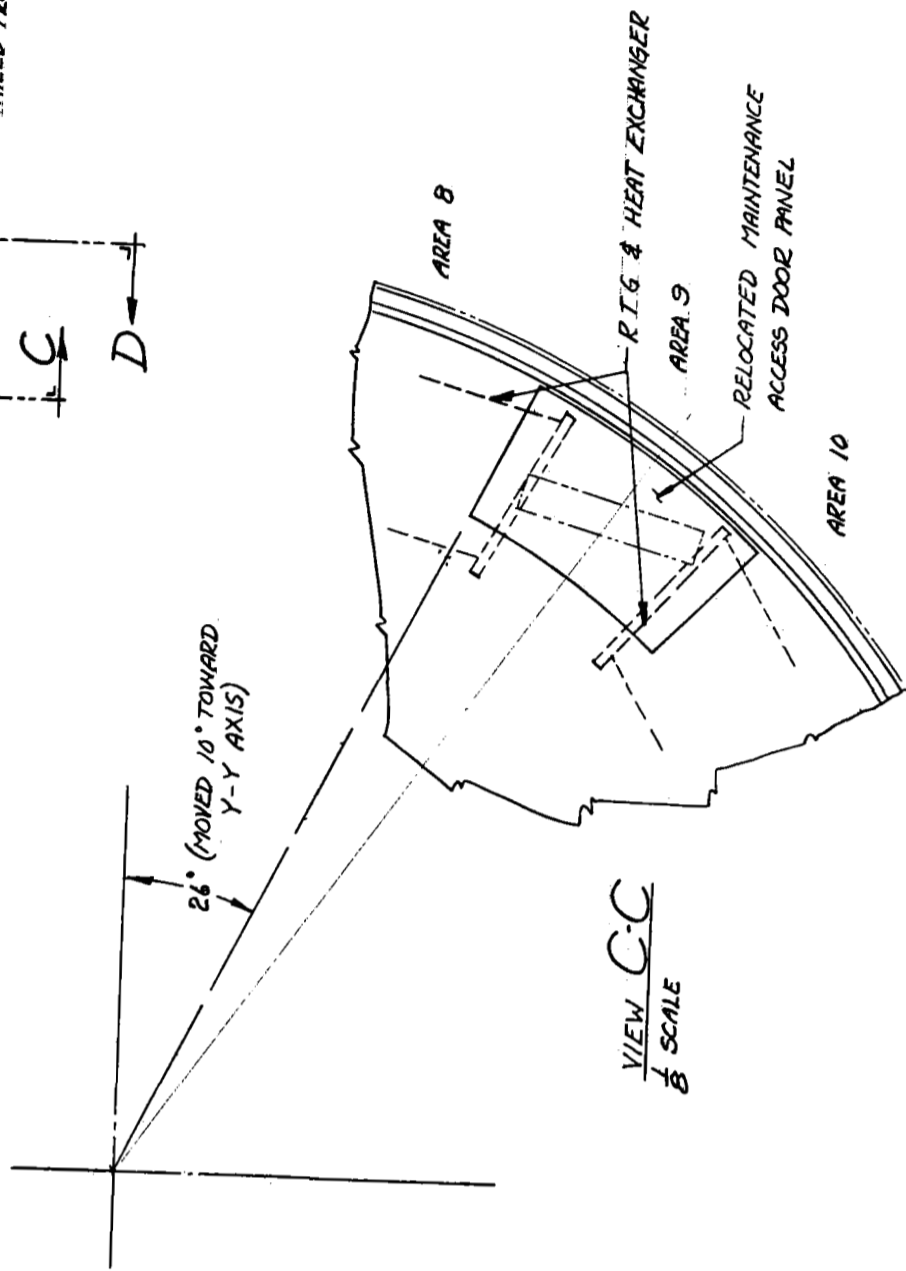 C
D
AREA 8
R T G & HEAT EXCHANGER
AREA 9
RELOCATED MAINTENANCE
ACCESS DOOR PANEL
AREA 10
26° (MOVED 10° TOWARD
Y-Y AXIS)
VIEW C-C
1/8 SCALE